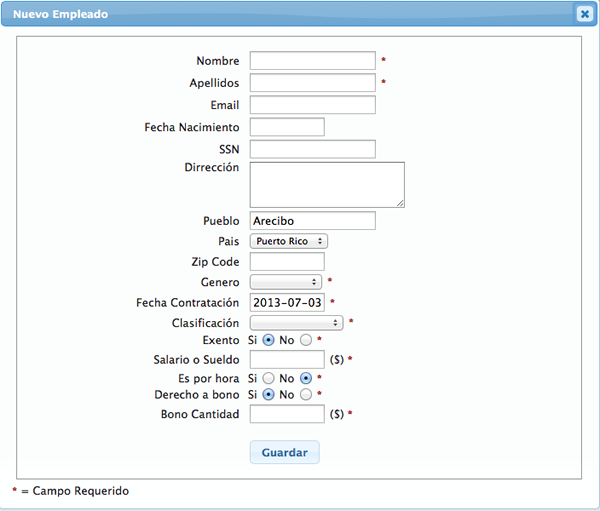 Nuevo Empleado
Nombre *
Apellidos *
Email
Fecha Nacimiento
SSN
Dirrección
Pueblo Arecibo
Pais Puerto Rico
Zip Code
Genero *
Fecha Contratación 2013-07-03 *
Clasificación *
Exento Si No *
Salario o Sueldo ($) *
Es por hora Si No *
Derecho a bono Si No *
Bono Cantidad ($) *
Guardar
* = Campo Requerido